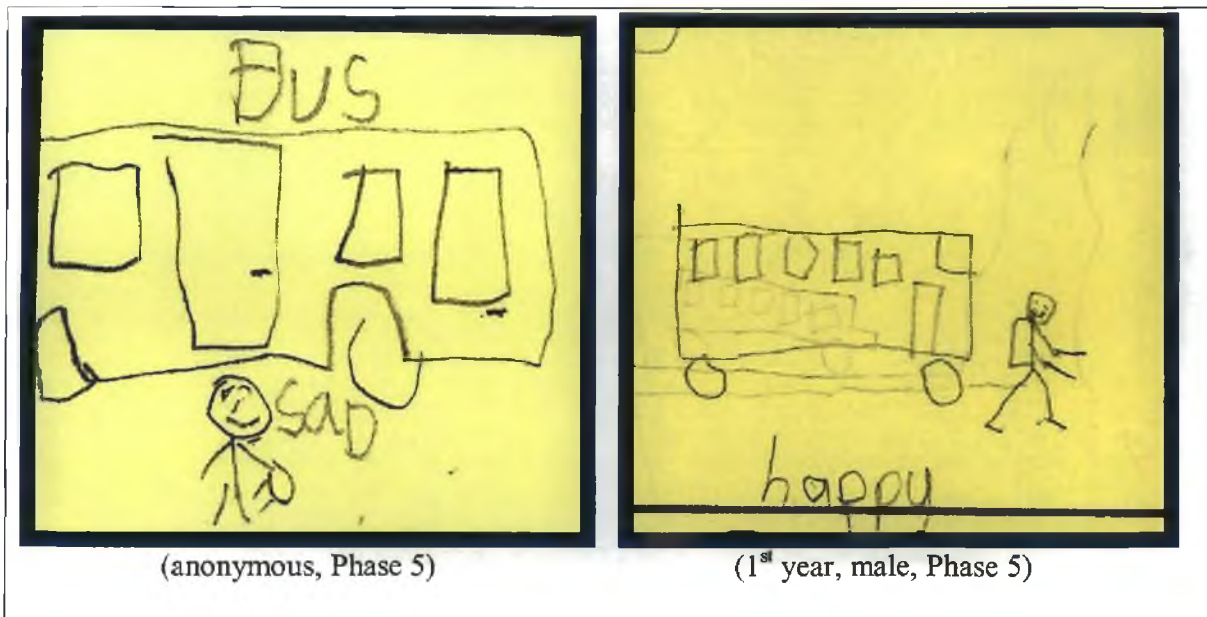 Bus
saD
(anonymous, Phase 5)
happy
(1st year, male, Phase 5)